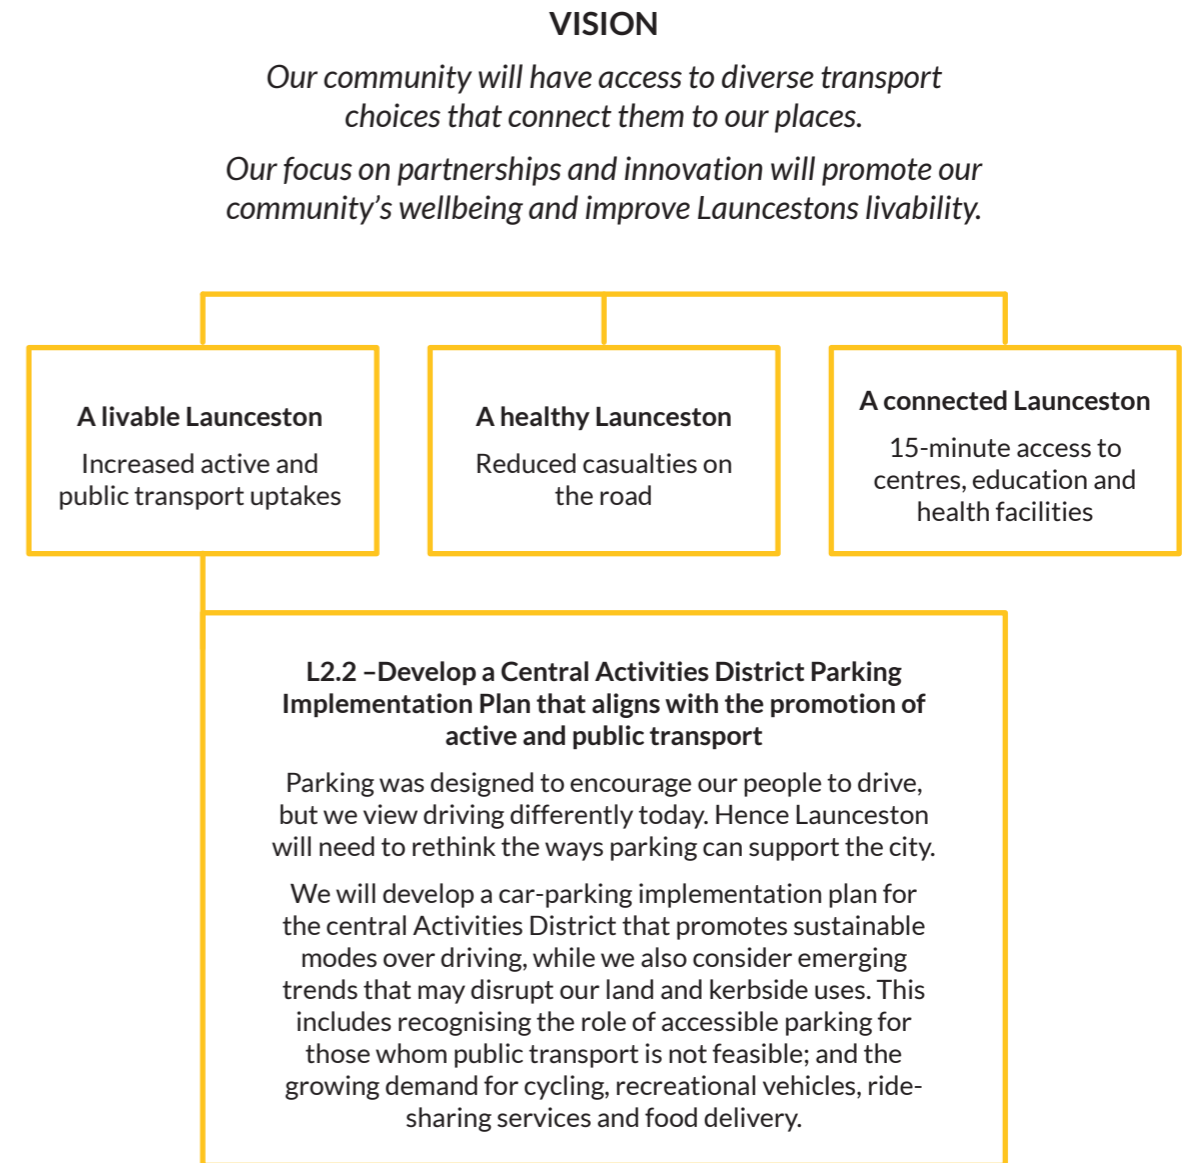 VISION
Our community will have access to diverse transport
choices that connect them to our places.
Our focus on partnerships and innovation will promote our
community’s wellbeing and improve Launcestons livability.
A livable Launceston
Increased active and
public transport uptakes
A healthy Launceston
Reduced casualties on
the road
A connected Launceston
15-minute access to
centres, education and
health facilities
L2.2 –Develop a Central Activities District Parking
Implementation Plan that aligns with the promotion of
active and public transport
Parking was designed to encourage our people to drive,
but we view driving differently today. Hence Launceston
will need to rethink the ways parking can support the city.
We will develop a car-parking implementation plan for
the central Activities District that promotes sustainable
modes over driving, while we also consider emerging
trends that may disrupt our land and kerbside uses. This
includes recognising the role of accessible parking for
those whom public transport is not feasible; and the
growing demand for cycling, recreational vehicles, ride-
sharing services and food delivery.